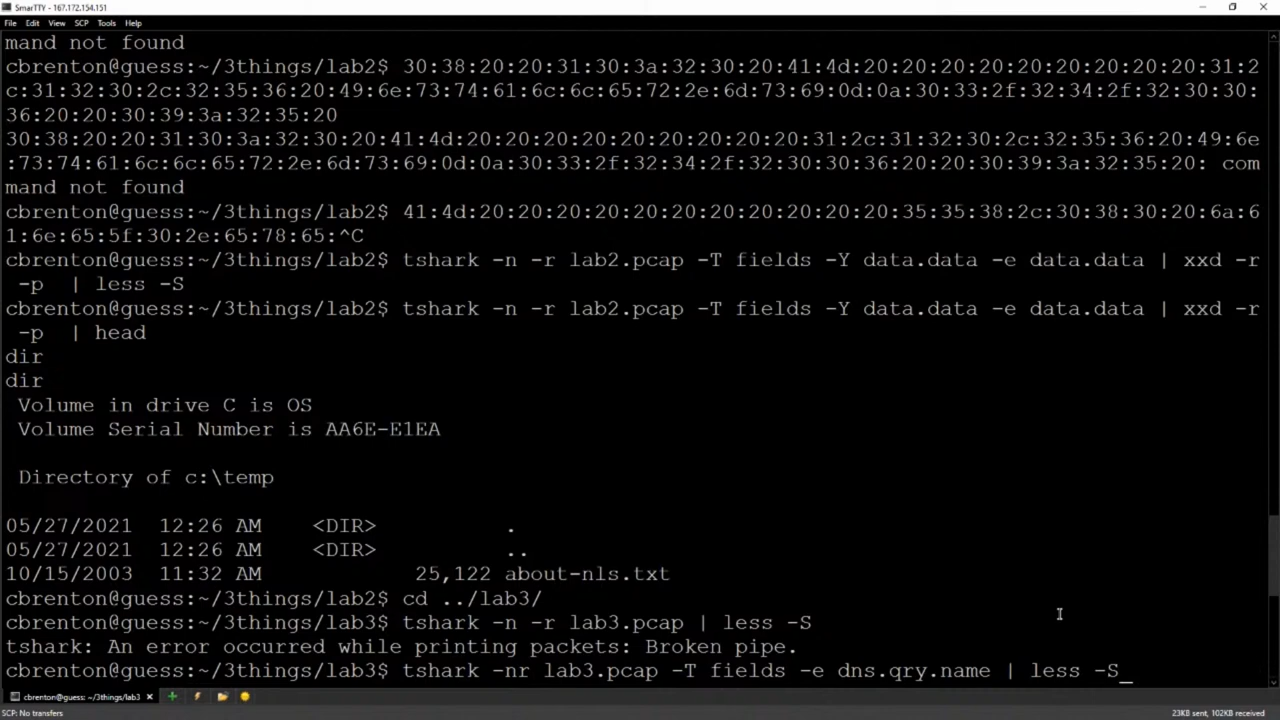 SmarTTY - 167.172.154.151
File Edit View SCP Tools Help
mand not found
cbrenton@guess:~/3things/lab2$ 30:38:20:20:31:30:3a:32:30:20:41:4d:20:20:20:20:20:20:20:20:20:31:2
c:31:32:30:2c:32:35:36:20:49:6e:73:74:61:6c:6c:65:72:2e:6d:73:69:0d:0a:30:33:2f:32:34:2f:32:30:30:
36:20:20:30:39:3a:32:35:20
30:38:20:20:31:30:3a:32:30:20:41:4d:20:20:20:20:20:20:20:20:20:31:2c:31:32:30:2c:32:35:36:20:49:6e
:73:74:61:6c:6c:65:72:2e:6d:73:69:0d:0a:30:33:2f:32:34:2f:32:30:30:36:20:20:30:39:3a:32:35:20: com
mand not found
cbrenton@guess:~/3things/lab2$ 41:4d:20:20:20:20:20:20:20:20:20:20:20:35:35:38:2c:30:38:30:20:6a:6
1:6e:65:5f:30:2e:65:78:65:^C
cbrenton@guess:~/3things/lab2$ tshark -n -r lab2.pcap -T fields -Y data.data -e data.data | xxd -r
-p | less -S
cbrenton@guess:~/3things/lab2$ tshark -n -r lab2.pcap -T fields -Y data.data -e data.data | xxd -r
-p | head
dir
dir
Volume in drive C is OS
Volume Serial Number is AA6E-E1EA
Directory of c:\temp
05/27/2021 12:26 AM <DIR> .
05/27/2021 12:26 AM <DIR> ..
10/15/2003 11:32 AM 25,122 about-nls.txt
cbrenton@guess:~/3things/lab2$ cd ../lab3/
cbrenton@guess:~/3things/lab3$ tshark -n -r lab3.pcap | less -S
tshark: An error occurred while printing packets: Broken pipe.
cbrenton@guess:~/3things/lab3$ tshark -nr lab3.pcap -T fields -e dns.qry.name | less -S_
cbrenton@guess: ~/3things/lab3
SCP: No transfers
23KB sent, 102KB received